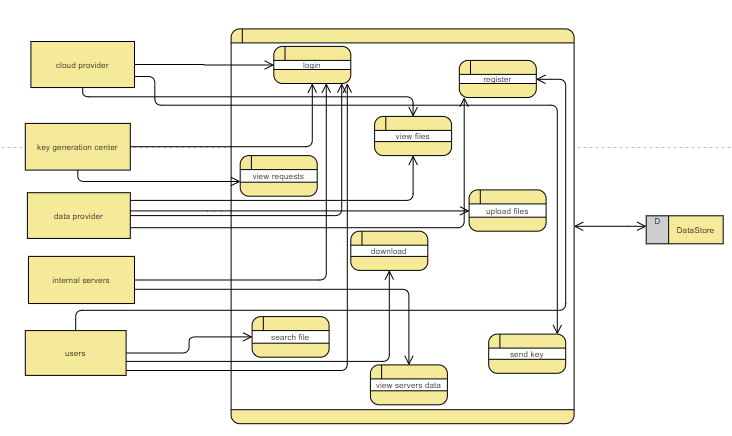 cloud provider
login
register
key generation center
view files
view requests
data provider
upload files
D
DataStore
download
internal servers
users
search file
send key
view servers data